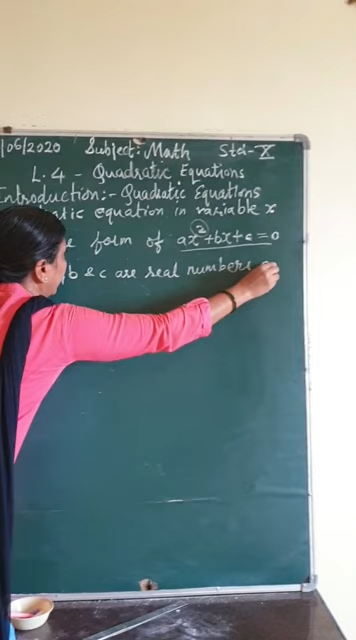 /06/2020 Subject: Math Std-X
L.4 - Quadratic Equations
Introduction:- Quadratic Equations
equation in variable x
form of ax²+bx+c=0
b & c are real numbers